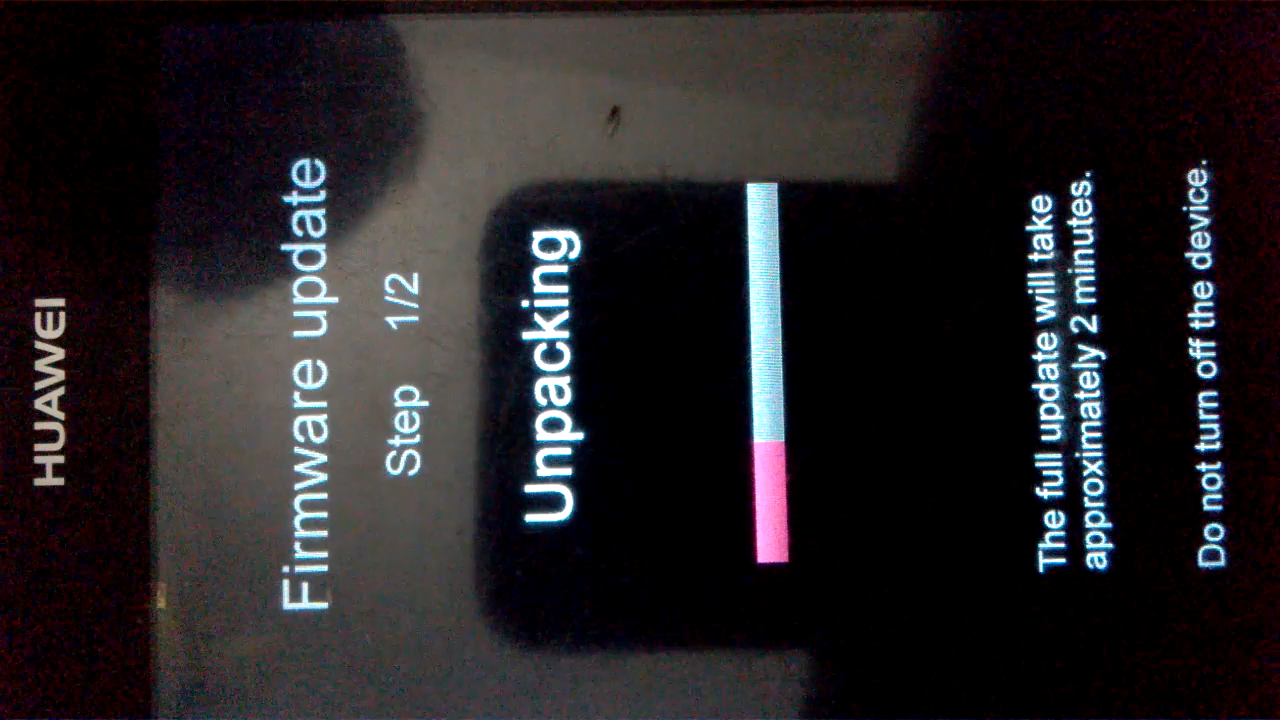 HUAWEI
Firmware update
Step 1/2
Unpacking
The full update will take
approximately 2 minutes.
Do not turn off the device.